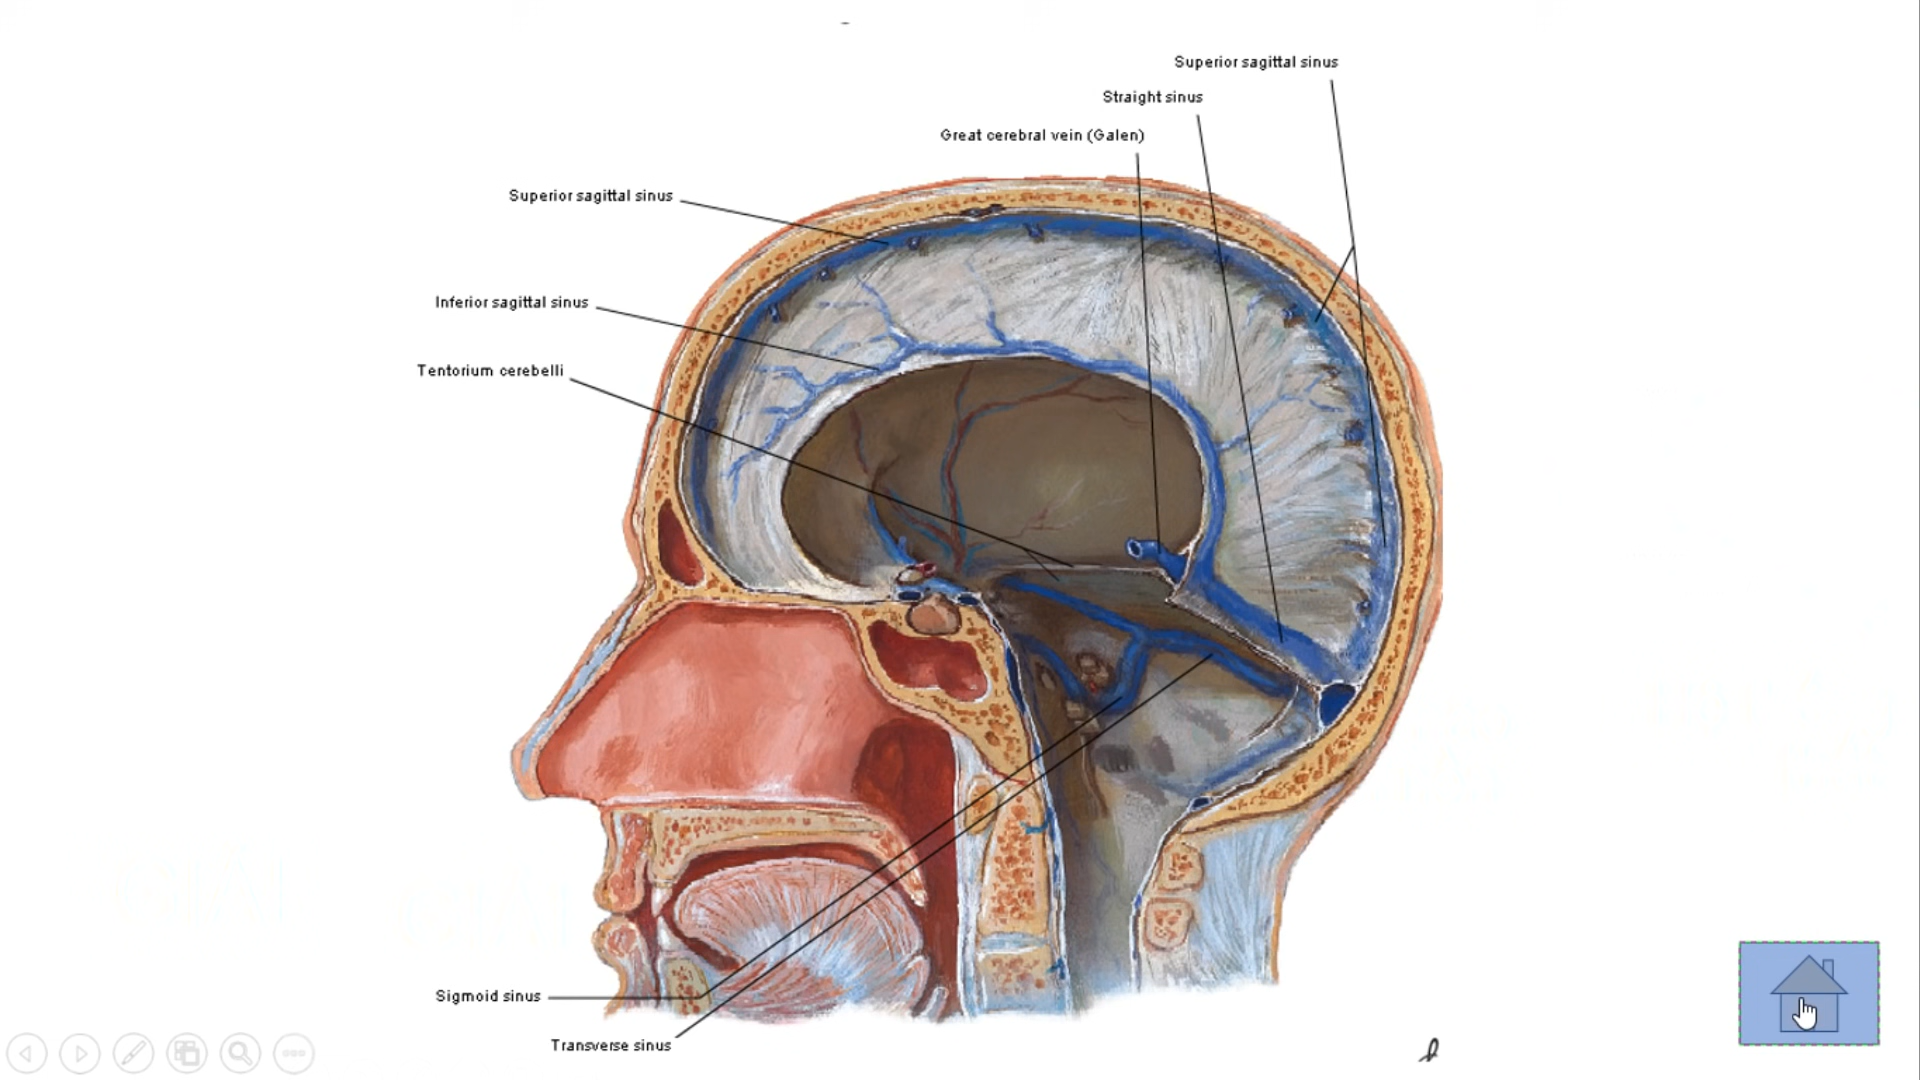 Superior sagittal sinus
Straight sinus
Great cerebral vein (Galen)
Superior sagittal sinus
Inferior sagittal sinus
Tentorium cerebelli
Sigmoid sinus
Transverse sinus